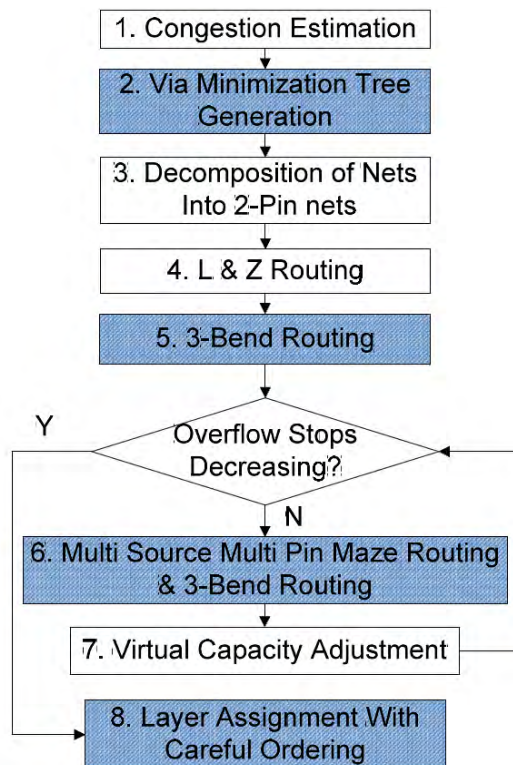 1. Congestion Estimation
2. Via Minimization Tree
Generation
3. Decomposition of Nets
Into 2-Pin nets
4. L & Z Routing
5. 3-Bend Routing
Y
Overflow Stops
Decreasing?
N
6. Multi Source Multi Pin Maze Routing
& 3-Bend Routing
7. Virtual Capacity Adjustment
8. Layer Assignment With
Careful Ordering